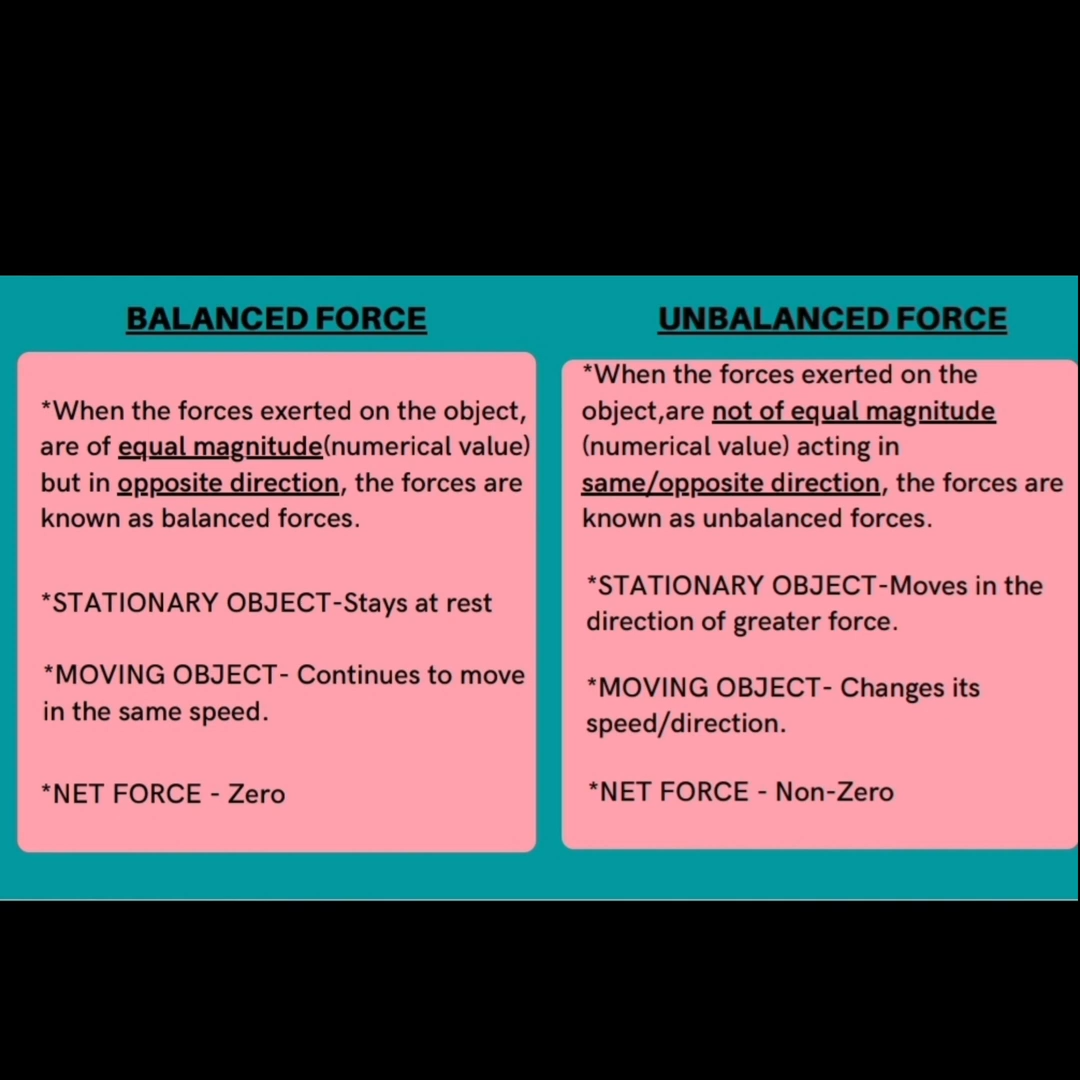 BALANCED FORCE
*When the forces exerted on the object,
are of equal magnitude(numerical value)
but in opposite direction, the forces are
known as balanced forces.
*STATIONARY OBJECT-Stays at rest
*MOVING OBJECT- Continues to move
in the same speed.
*NET FORCE - Zero
UNBALANCED FORCE
*When the forces exerted on the
object,are not of equal magnitude
(numerical value) acting in
same/opposite direction, the forces are
known as unbalanced forces.
*STATIONARY OBJECT-Moves in the
direction of greater force.
*MOVING OBJECT- Changes its
speed/direction.
*NET FORCE - Non-Zero